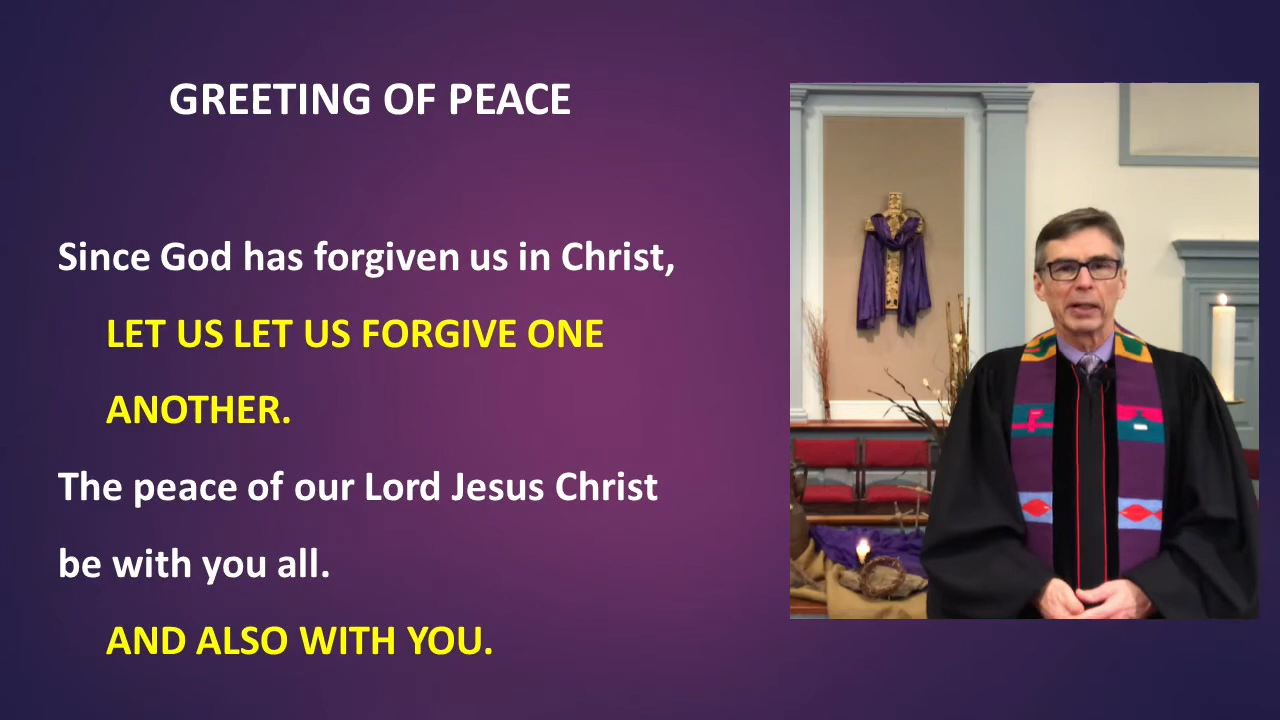 GREETING OF PEACE
Since God has forgiven us in Christ,
LET US LET US FORGIVE ONE
ANOTHER.
The peace of our Lord Jesus Christ
be with you all.
AND ALSO WITH YOU.